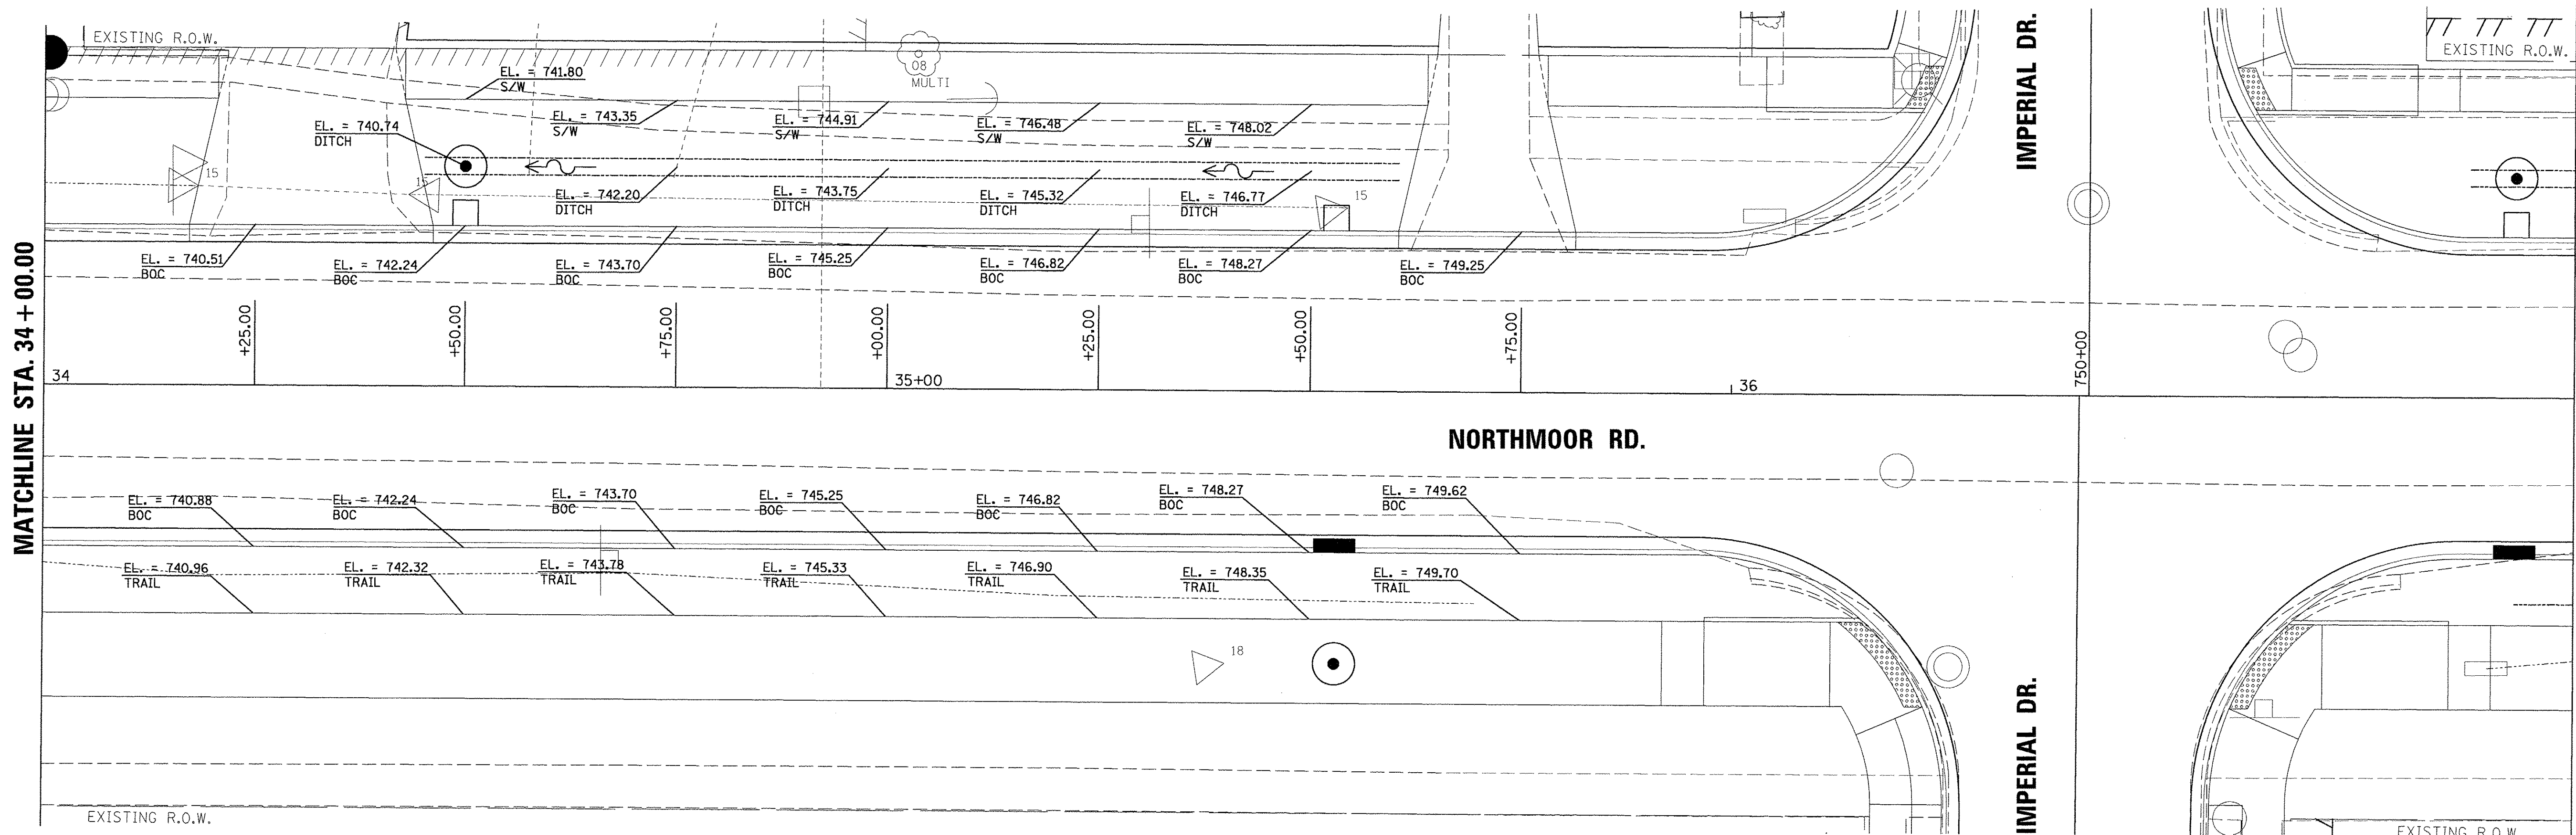 EXISTING R.O.W.
IMPERIAL DR.
EXISTING R.O.W.
08
MULTI
EL. = 741.80
S/W
EL. = 743.35
S/W
EL. = 744.91
S/W
EL. = 746.48
S/W
EL. = 748.02
S/W
EL. = 740.74
DITCH
15
15
EL. = 742.20
DITCH
EL. = 743.75
DITCH
EL. = 745.32
DITCH
EL. = 746.77
DITCH
15
EL. = 740.51
BOC
EL. = 742.24
BOC
EL. = 743.70
BOC
EL. = 745.25
BOC
EL. = 746.82
BOC
EL. = 748.27
BOC
EL. = 749.25
BOC
MATCHLINE STA. 34+00.00
+25.00
+50.00
+75.00
+00.00
+25.00
+50.00
+75.00
750+00
34
35+00
36
NORTHMOOR RD.
EL. = 740.88
BOC
EL. = 742.24
BOC
EL. = 743.70
BOC
EL. = 745.25
BOC
EL. = 746.82
BOC
EL. = 748.27
BOC
EL. = 749.62
BOC
EL. = 740.96
TRAIL
EL. = 742.32
TRAIL
EL. = 743.78
TRAIL
EL. = 745.33
TRAIL
EL. = 746.90
TRAIL
EL. = 748.35
TRAIL
EL. = 749.70
TRAIL
18
IMPERIAL DR.
EXISTING R.O.W.
EXISTING R.O.W.